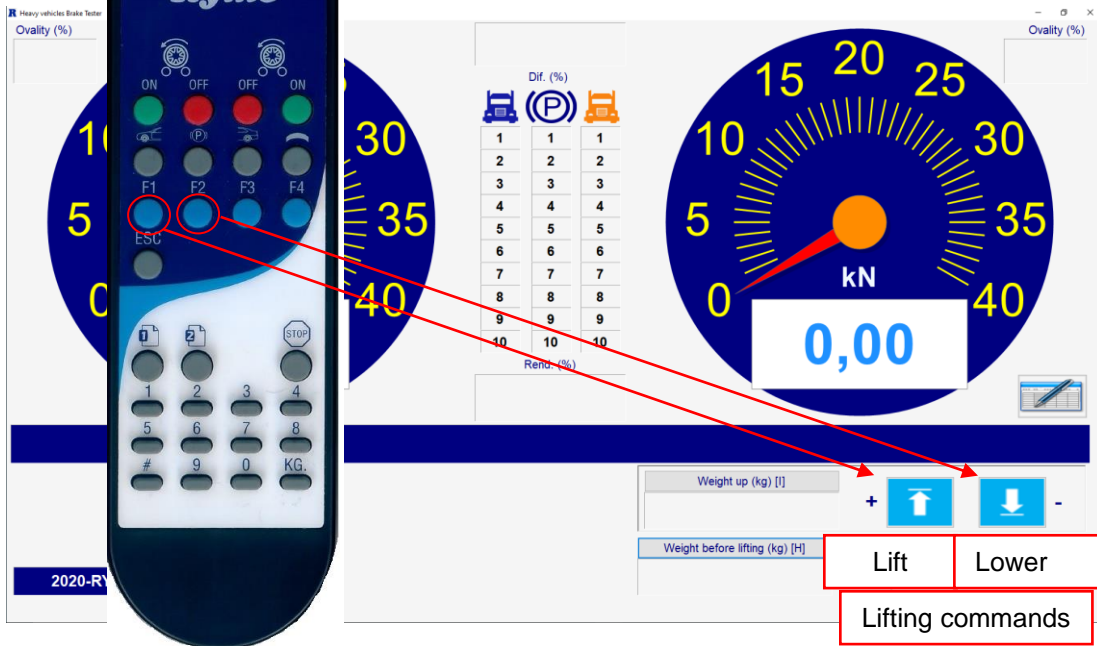 Heavy vehicles Brake Tester
Ovality (%)
Ovality (%)
ON OFF OFF ON
(P)
F1 F2 F3 F4
ESC
1 2 STOP
1 2 3 4
5 6 7 8
# 9 0 KG.
5
0
30
35
40
Dif. (%)
(P)
1 1 1
2 2 2
3 3 3
4 4 4
5 5 5
6 6 6
7 7 7
8 8 8
9 9 9
10 10 10
Rend. (%)
0
5
10
15
20
25
30
35
40
kN
0,00
Weight up (kg) [I]
+ -
Weight before lifting (kg) [H]
Lift Lower
Lifting commands